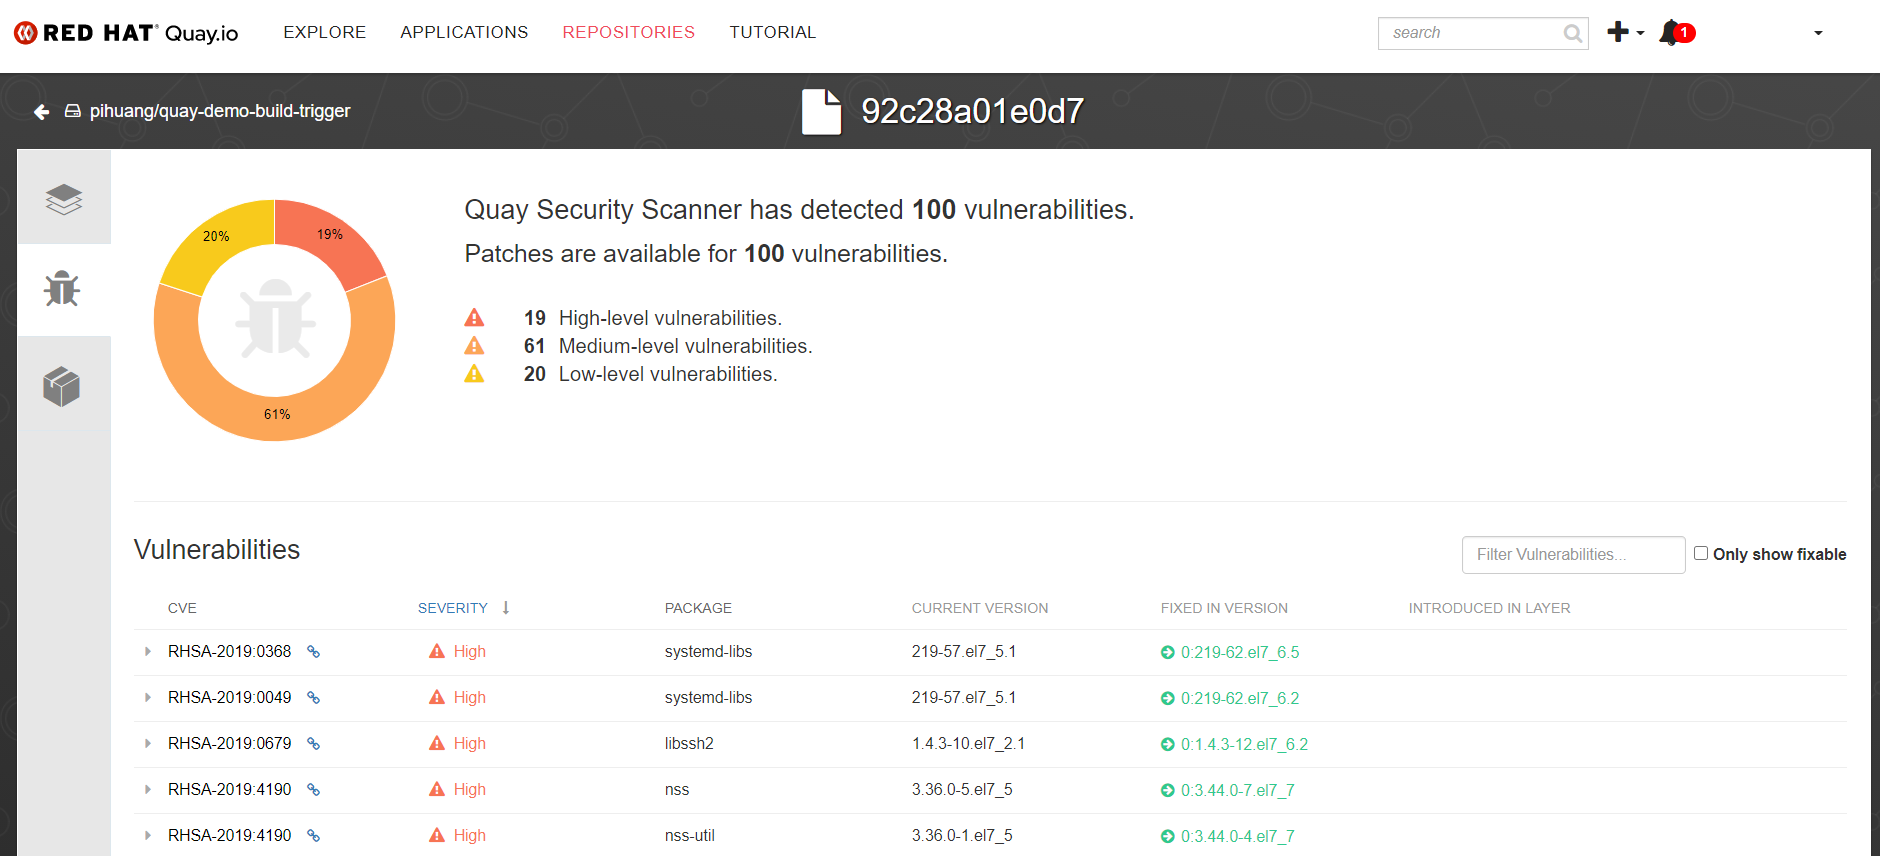 RED HAT® Quay.io EXPLORE APPLICATIONS REPOSITORIES TUTORIAL search 1
pihuang/quay-demo-build-trigger 92c28a01e0d7
20% 19%
61%
Quay Security Scanner has detected 100 vulnerabilities.
Patches are available for 100 vulnerabilities.
19 High-level vulnerabilities.
61 Medium-level vulnerabilities.
20 Low-level vulnerabilities.
Vulnerabilities Filter Vulnerabilities... Only show fixable
CVE SEVERITY PACKAGE CURRENT VERSION FIXED IN VERSION INTRODUCED IN LAYER
RHSA-2019:0368 High systemd-libs 219-57.el7_5.1 0:219-62.el7_6.5
RHSA-2019:0049 High systemd-libs 219-57.el7_5.1 0:219-62.el7_6.2
RHSA-2019:0679 High libssh2 1.4.3-10.el7_2.1 0:1.4.3-12.el7_6.2
RHSA-2019:4190 High nss 3.36.0-5.el7_5 0:3.44.0-7.el7_7
RHSA-2019:4190 High nss-util 3.36.0-1.el7_5 0:3.44.0-4.el7_7